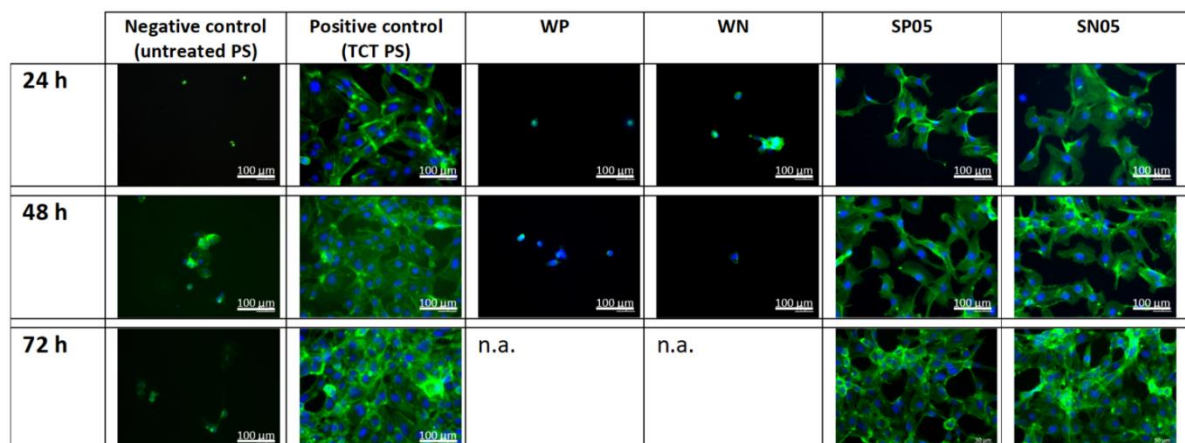 Negative control
(untreated PS)
Positive control
(TCT PS)
WP
WN
SP05
SN05
24 h
100 µm
100 µm
100 µm
100 µm
100 µm
100 µm
48 h
100 µm
100 µm
100 µm
100 µm
100 µm
100 µm
72 h
100 µm
100 µm
n.a.
n.a.